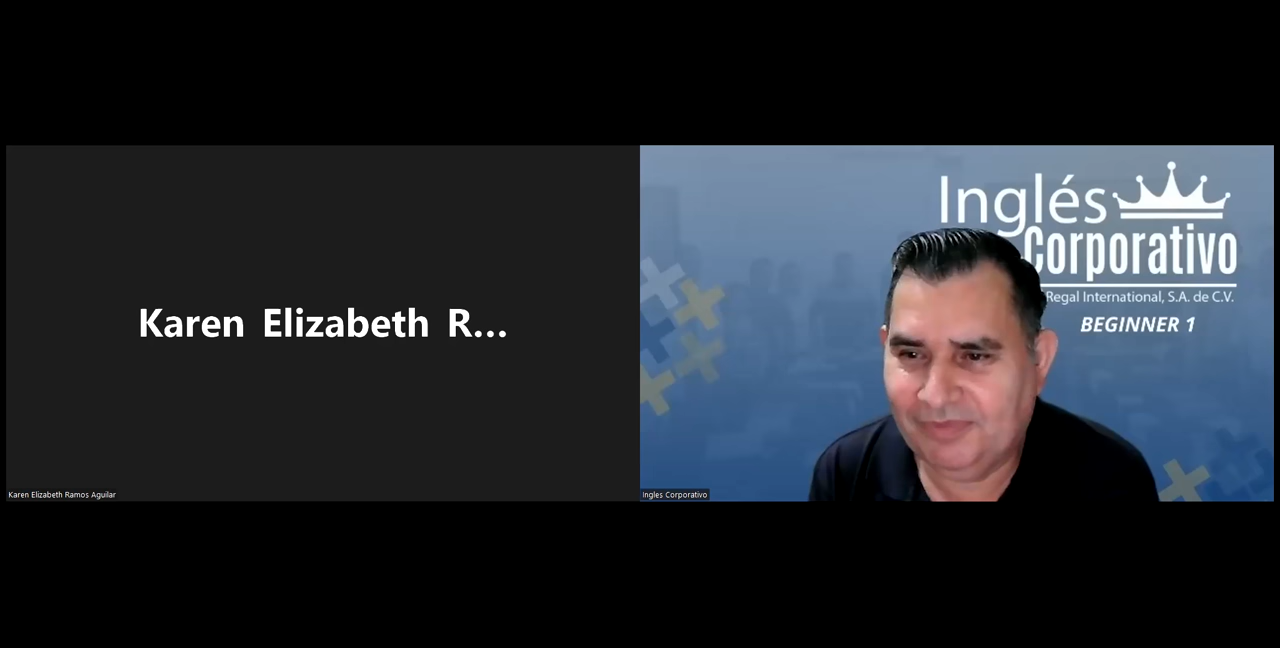 Karen Elizabeth R...
Karen Elizabeth Ramos Aguilar
Inglés
Corporativo
Regal International, S.A. de C.V.
BEGINNER 1
Ingles Corporativo